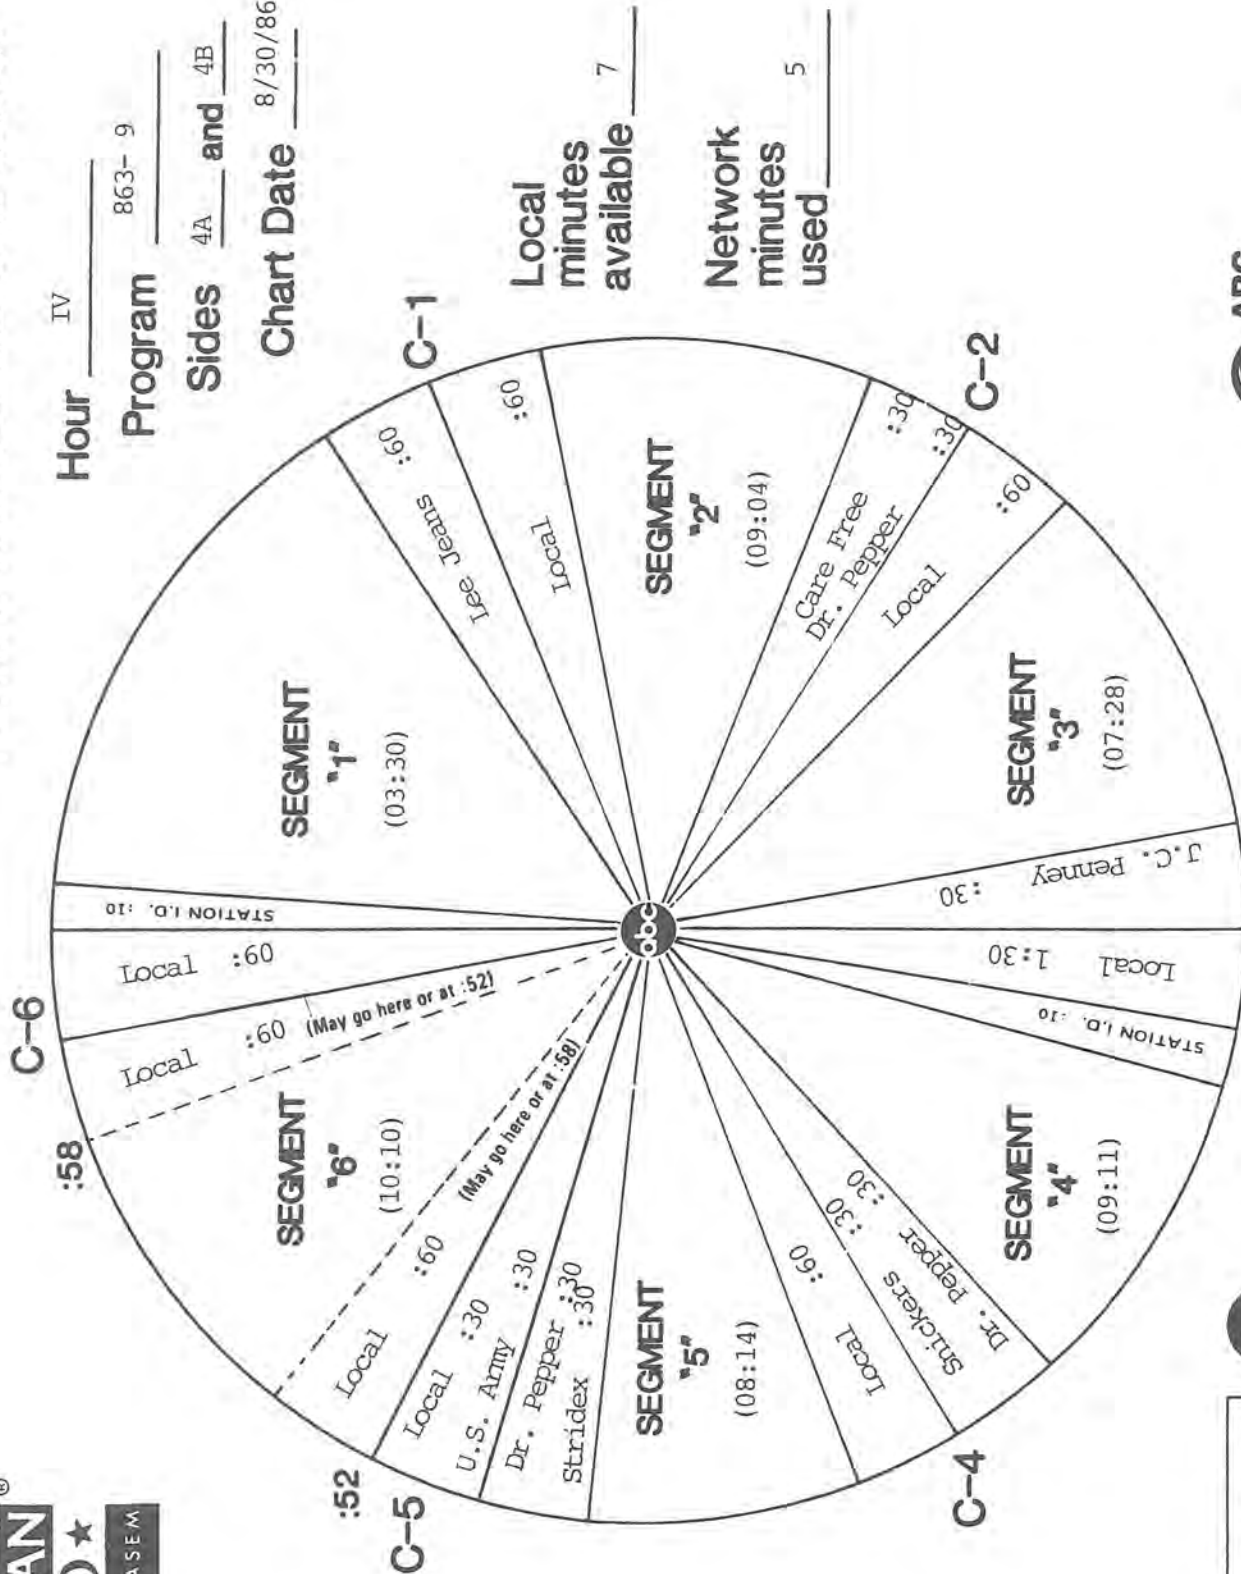 AN ®
★
ASEM
Hour IV
Program 863- 9
Sides 4A and 4B
Chart Date 8/30/86
Local
minutes
available 7
Network
minutes
used 5
abc
STATION I.D. :10
SEGMENT
"1"
(03:30)
Lee Jeans :60
C-1
Local :60
SEGMENT
"2"
(09:04)
Care Free :30
Dr. Pepper :30
C-2
Local :60
SEGMENT
"3"
(07:28)
J.C. Penney :30
Local 1:30
STATION I.D. :10
SEGMENT
"4"
(09:11)
Dr. Pepper :30
Snickers :30
C-4
Local :60
SEGMENT
"5"
(08:14)
Stridex :30
Dr. Pepper :30
U.S. Army :30
Local :30
C-5
:52
Local :60
(May go here or at :58)
SEGMENT
"6"
(10:10)
:58
Local :60
(May go here or at :52)
C-6
Local :60